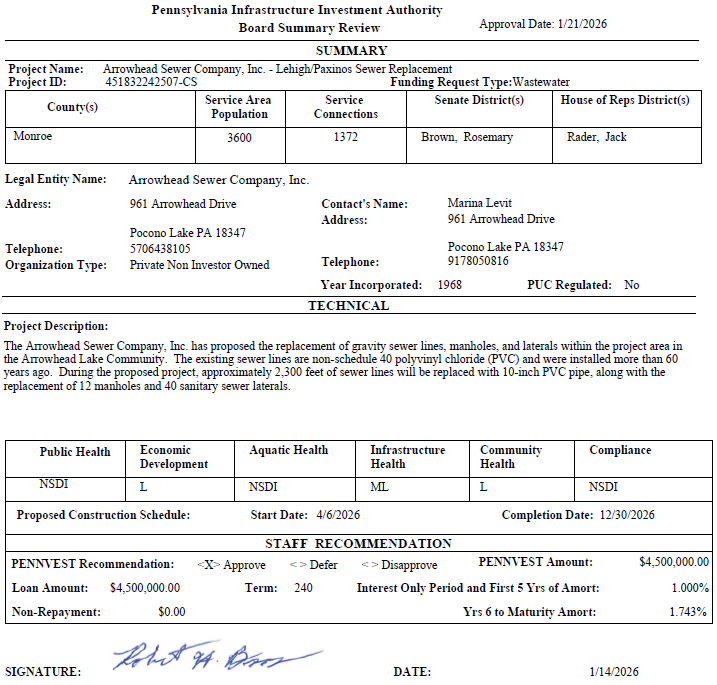 Pennsylvania Infrastructure Investment Authority
Board Summary Review
Approval Date: 1/21/2026
SUMMARY
Project Name: Arrowhead Sewer Company, Inc. - Lehigh/Paxinos Sewer Replacement
Project ID: 451832242507-CS Funding Request Type:Wastewater
County(s) Service Area Population Service Connections Senate District(s) House of Reps District(s)
Monroe 3600 1372 Brown, Rosemary Rader, Jack
Legal Entity Name: Arrowhead Sewer Company, Inc.
Address: 961 Arrowhead Drive
Pocono Lake PA 18347
Telephone: 5706438105
Organization Type: Private Non Investor Owned
Contact's Name: Marina Levit
Address: 961 Arrowhead Drive
Pocono Lake PA 18347
Telephone: 9178050816
Year Incorporated: 1968 PUC Regulated: No
TECHNICAL
Project Description:
The Arrowhead Sewer Company, Inc. has proposed the replacement of gravity sewer lines, manholes, and laterals within the project area in
the Arrowhead Lake Community. The existing sewer lines are non-schedule 40 polyvinyl chloride (PVC) and were installed more than 60
years ago. During the proposed project, approximately 2,300 feet of sewer lines will be replaced with 10-inch PVC pipe, along with the
replacement of 12 manholes and 40 sanitary sewer laterals.
Public Health Economic Development Aquatic Health Infrastructure Health Community Health Compliance
NSDI L NSDI ML L NSDI
Proposed Construction Schedule: Start Date: 4/6/2026 Completion Date: 12/30/2026
STAFF RECOMMENDATION
PENNVEST Recommendation: <X> Approve < > Defer < > Disapprove PENNVEST Amount: $4,500,000.00
Loan Amount: $4,500,000.00 Term: 240 Interest Only Period and First 5 Yrs of Amort: 1.000%
Non-Repayment: $0.00 Yrs 6 to Maturity Amort: 1.743%
SIGNATURE: Robert H. Boos DATE: 1/14/2026